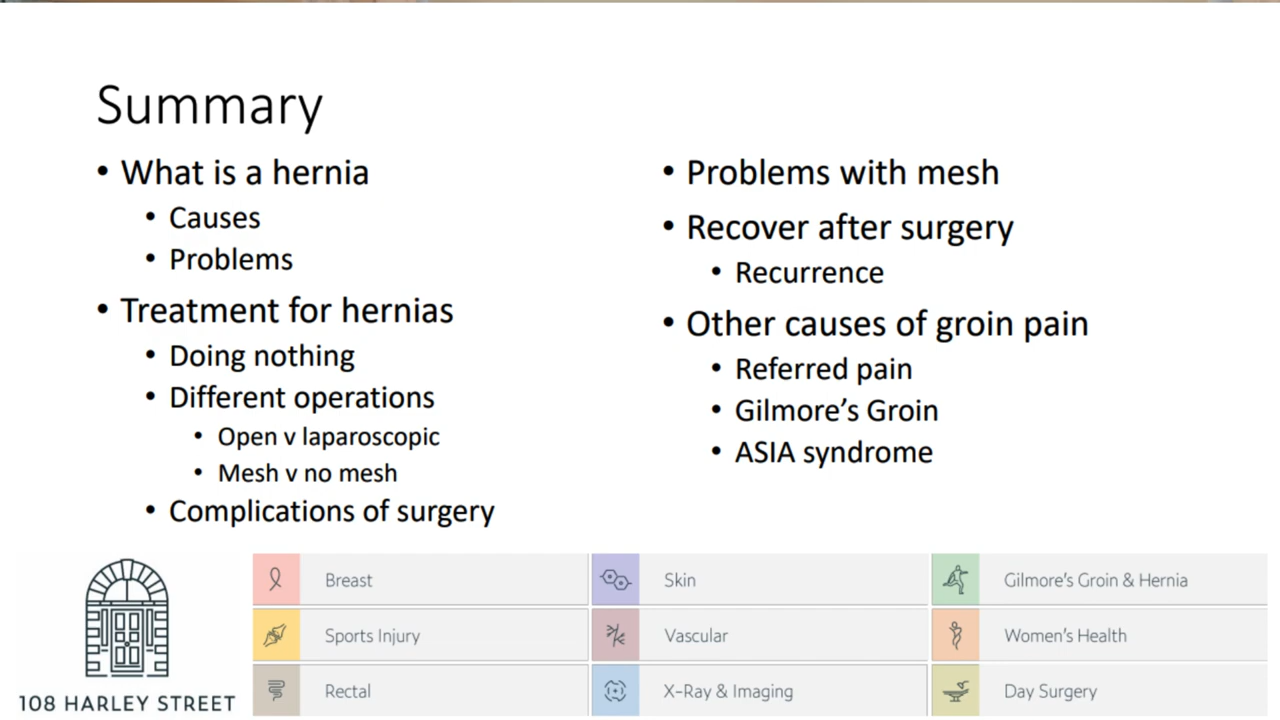 Summary
• What is a hernia
• Causes
• Problems
• Treatment for hernias
• Doing nothing
• Different operations
• Open v laparoscopic
• Mesh v no mesh
• Complications of surgery
• Problems with mesh
• Recover after surgery
• Recurrence
• Other causes of groin pain
• Referred pain
• Gilmore’s Groin
• ASIA syndrome
108 HARLEY STREET
Breast
Skin
Gilmore's Groin & Hernia
Sports Injury
Vascular
Women's Health
Rectal
X-Ray & Imaging
Day Surgery